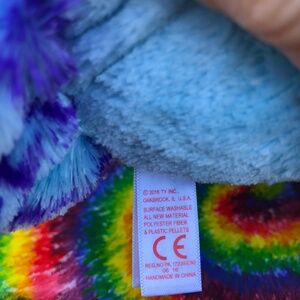 © 2016 TY INC.,
OAKBROOK, IL U.S.A.
SURFACE WASHABLE
ALL NEW MATERIAL
POLYESTER FIBER
& PLASTIC PELLETS
CE
HANDMADE IN CHINA